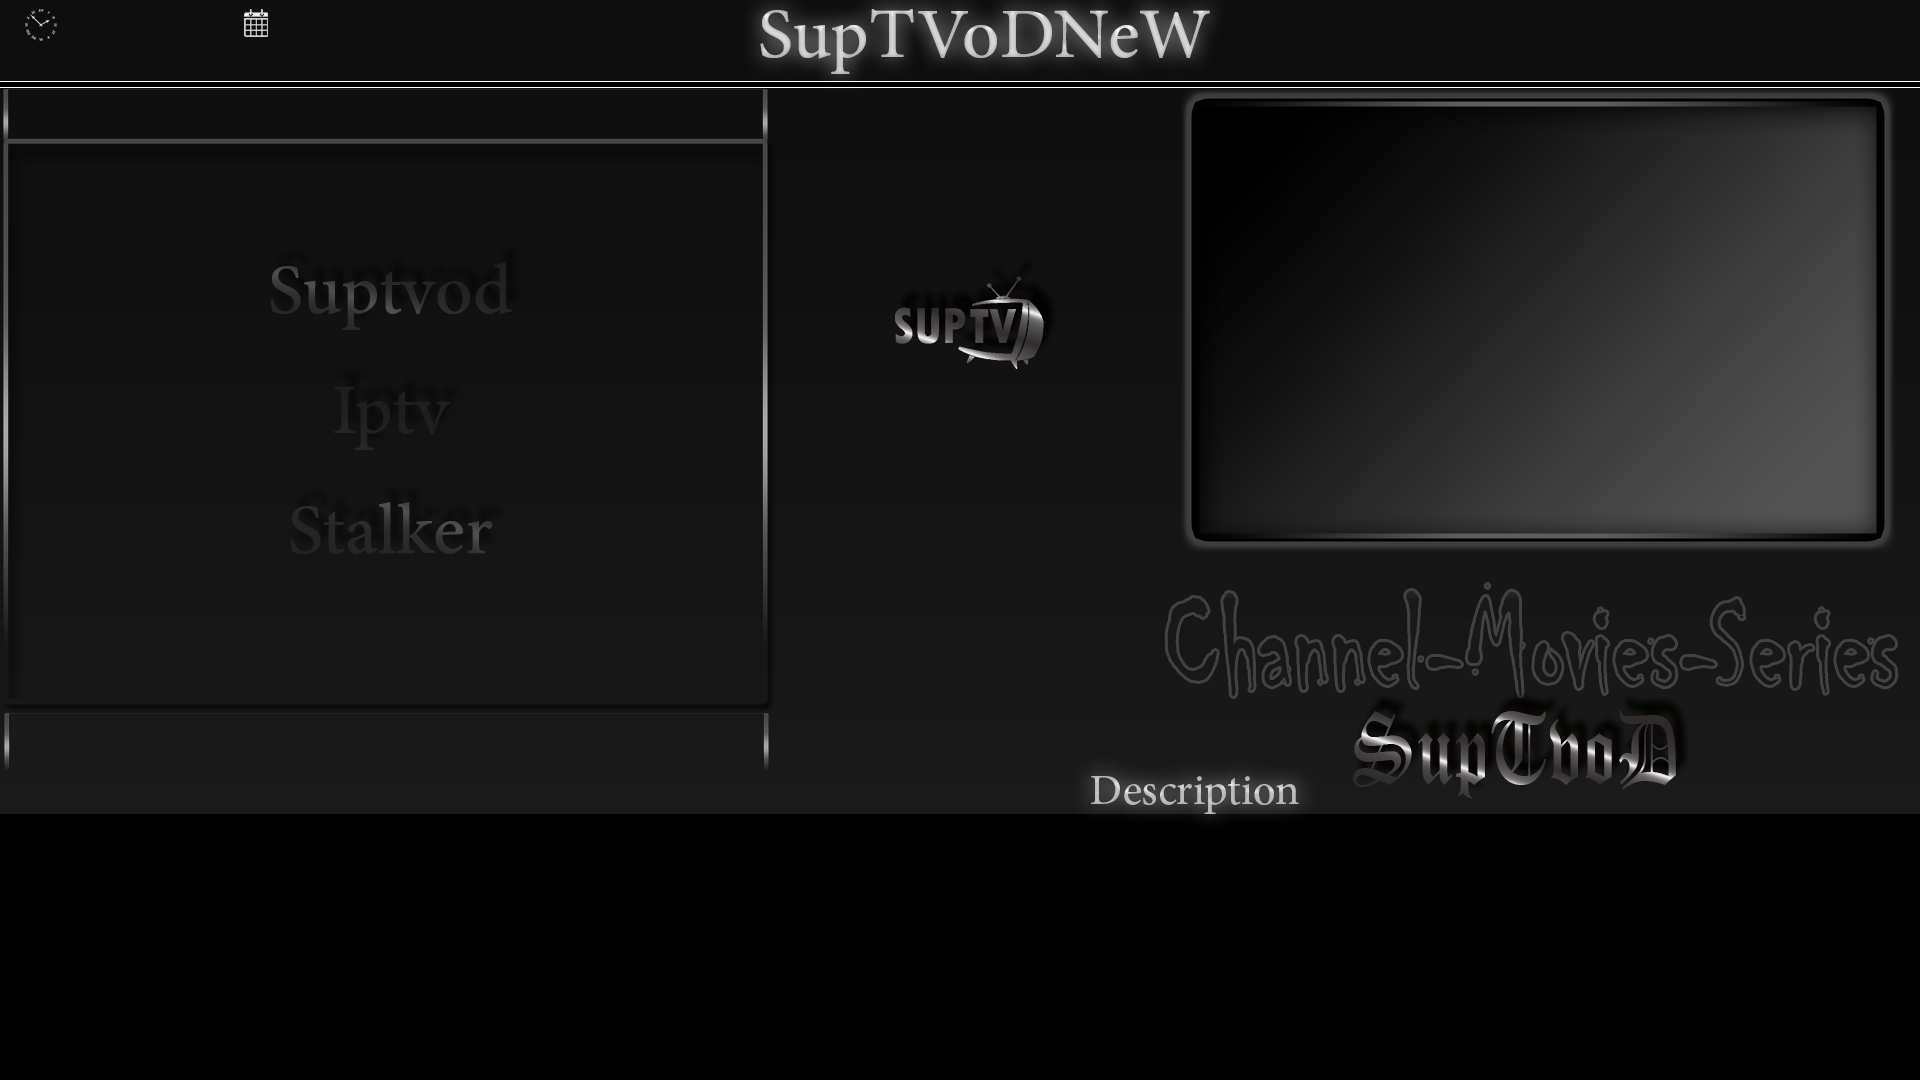 SupTVoDNeW
Suptvod
Iptv
Stalker
SUPTV
Channel-Movies-Series
SupTvoD
Description